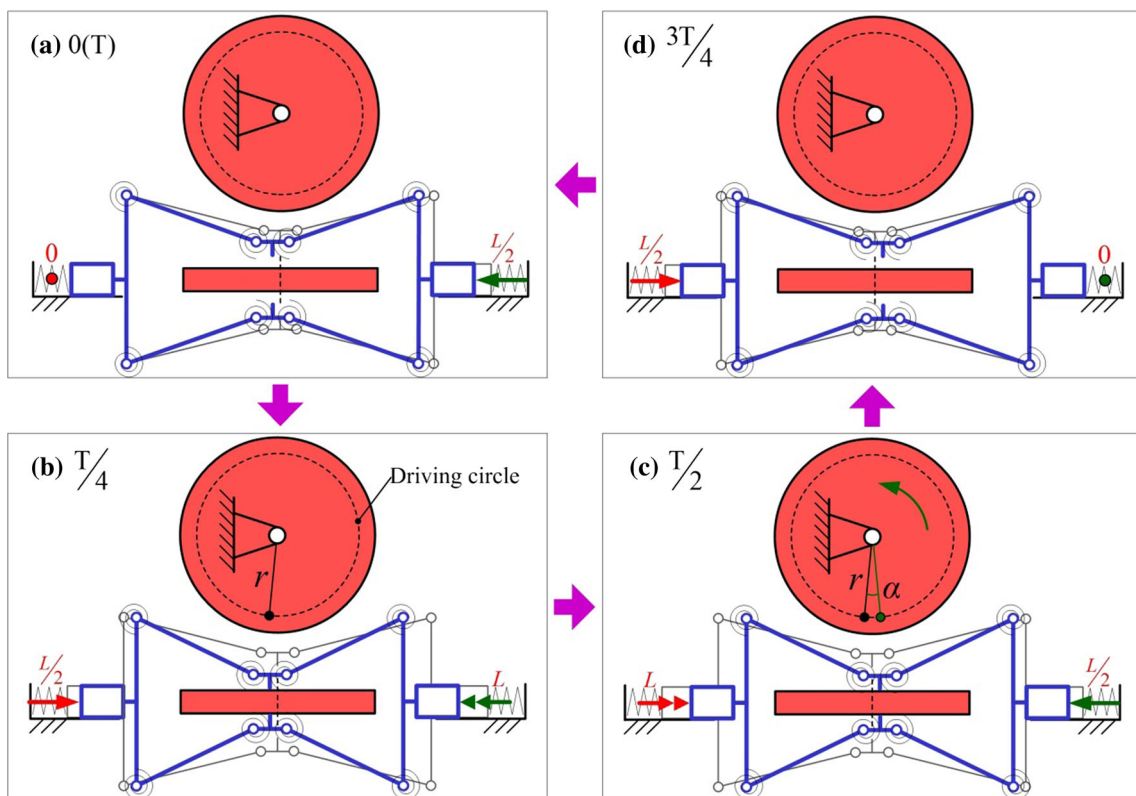 (a) 0(T)
0
L/2
(d) 3T/4
L/2
0
(b) T/4
Driving circle
r
L/2
L
(c) T/2
r
α
L
L/2